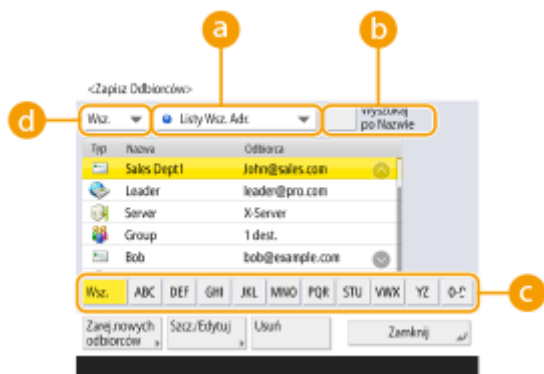 a
b
<Zapisz Odbiorców>
d
Wsz.
Listy Wsz. Adr.
Wyszukaj
po Nazwie
Typ Nazwa Odbiorca
Sales Dept1 John@sales.com
Leader leader@pro.com
Server X-Server
Group 1 dest.
Bob bob@example.com
Wsz. ABC DEF GHI JKL MNO PQR STU VWX YZ 0-9
c
Zarej.nowych
odbiorców
Szcz./Edytuj
Usuń
Zamknij